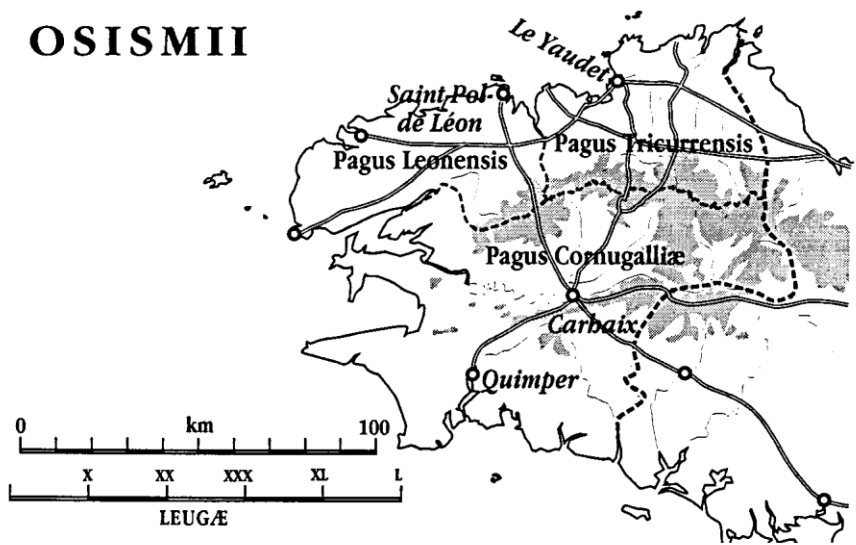 OSISMII
Le Yaudet
Saint Pol-
de Léon
Pagus Leonensis
Pagus Tricurrensis
Pagus Cornugalliæ
Carhaix
Quimper
0 km 100
X XX XXX XL L
LEUGÆ